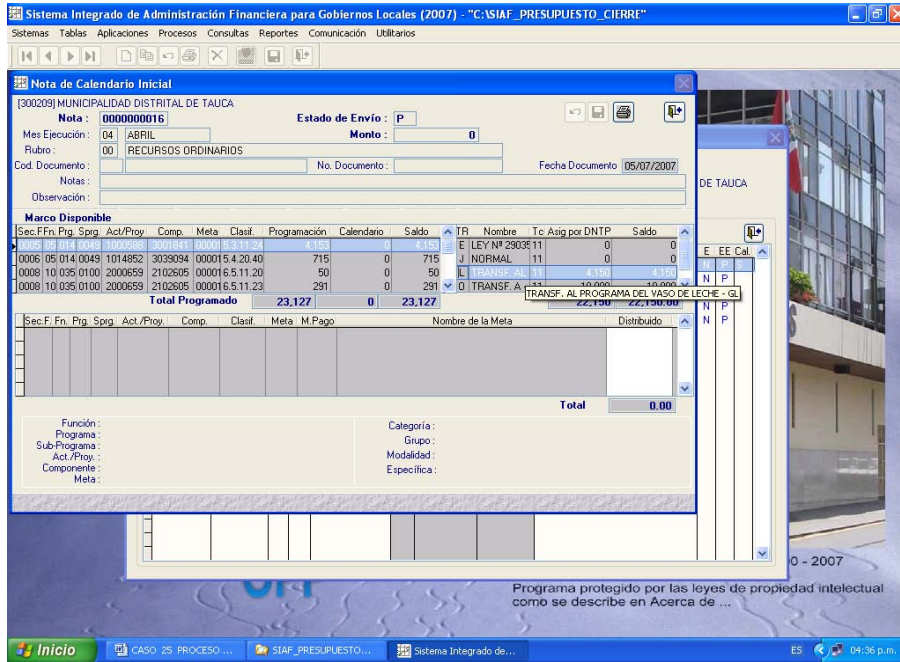 Sistema Integrado de Administración Financiera para Gobiernos Locales (2007) - "C:\SIAF_PRESUPUESTO_CIERRE"
Sistemas Tablas Aplicaciones Procesos Consultas Reportes Comunicación Utilitarios
Nota de Calendario Inicial
[300209] MUNICIPALIDAD DISTRITAL DE TAUCA
Nota : 0000000016 Estado de Envío : P
Mes Ejecución : 04 ABRIL Monto : 0
Rubro : 00 RECURSOS ORDINARIOS
Cod. Documento : No. Documento : Fecha Documento 05/07/2007
Notas :
Observación :
DE TAUCA
Marco Disponible
Sec.F Fn. Prg. Sprg. Act/Proy Comp. Meta Clasif. Programación Calendario Saldo TR Nombre Tc Asig por DNTP Saldo
0005 05 014 0049 1000588 3001841 00001 5.3.11.24 4,153 0 4,153 E LEY Nº 29035 11 0 0
0006 05 014 0049 1014852 3039094 00001 5.4.20.40 715 0 715 J NORMAL 11 0 0
0008 10 035 0100 2000659 2102605 00001 6.5.11.20 50 0 50 L TRANSF. AL 11 4,150 4,150
0008 10 035 0100 2000659 2102605 00001 6.5.11.23 291 0 291 O TRANSF. A
TRANSF. AL PROGRAMA DEL VASO DE LECHE - GL
Total Programado 23,127 0 23,127 22,150 22,150.00
E EE Cal.
N P S
N P
N P
N P
Sec.F. Fn. Prg. Sprg. Act./Proy. Comp. Clasif. Meta M.Pago Nombre de la Meta Distribuido
Total 0.00
Función :
Programa :
Sub-Programa :
Act./Proy. :
Componente :
Meta :
Categoría :
Grupo :
Modalidad :
Específica :
- 2007
Programa protegido por las leyes de propiedad intelectual
como se describe en Acerca de ...
Inicio CASO 25 PROCESO ... SIAF_PRESUPUESTO... Sistema Integrado de... ES 04:36 p.m.